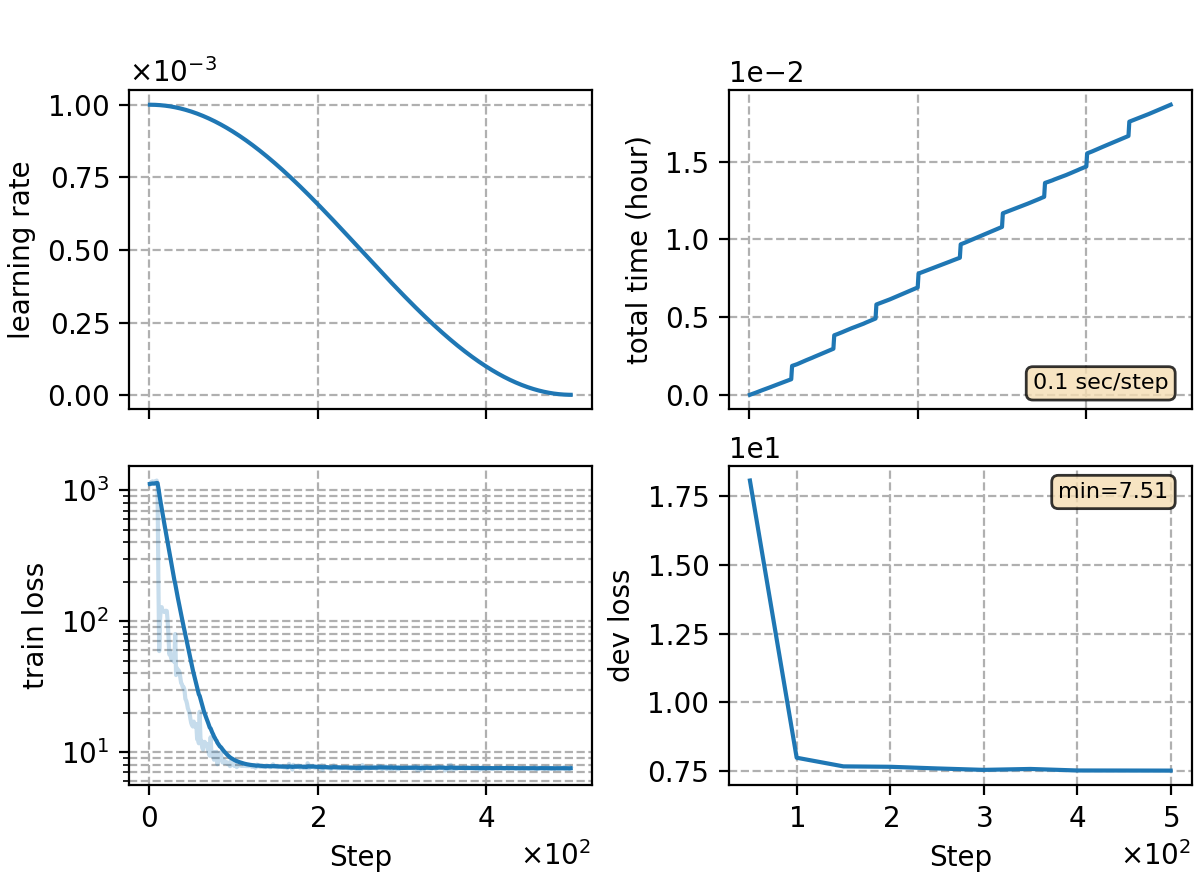 ×10⁻³
learning rate
1.00
0.75
0.50
0.25
0.00
1e−2
total time (hour)
1.5
1.0
0.5
0.0
0.1 sec/step
train loss
10³
10²
10¹
0
2
4
Step
×10²
1e1
dev loss
1.75
1.50
1.25
1.00
0.75
min=7.51
1
2
3
4
5
Step
×10²